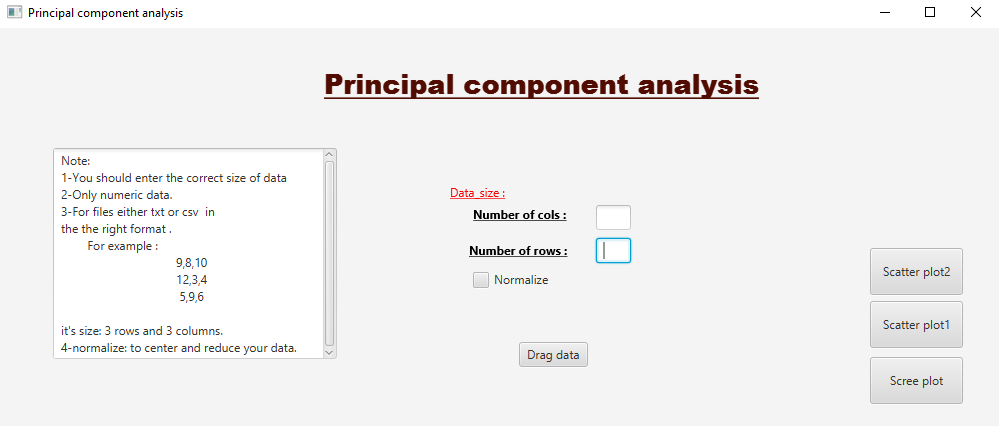 Principal component analysis
Principal component analysis
Note:
1-You should enter the correct size of data
2-Only numeric data.
3-For files either txt or csv  in
the the right format .
For example :
9,8,10
12,3,4
5,9,6
it's size: 3 rows and 3 columns.
4-normalize: to center and reduce your data.
Data  size :
Number of cols :
Number of rows :
Normalize
Drag data
Scatter plot2
Scatter plot1
Scree plot